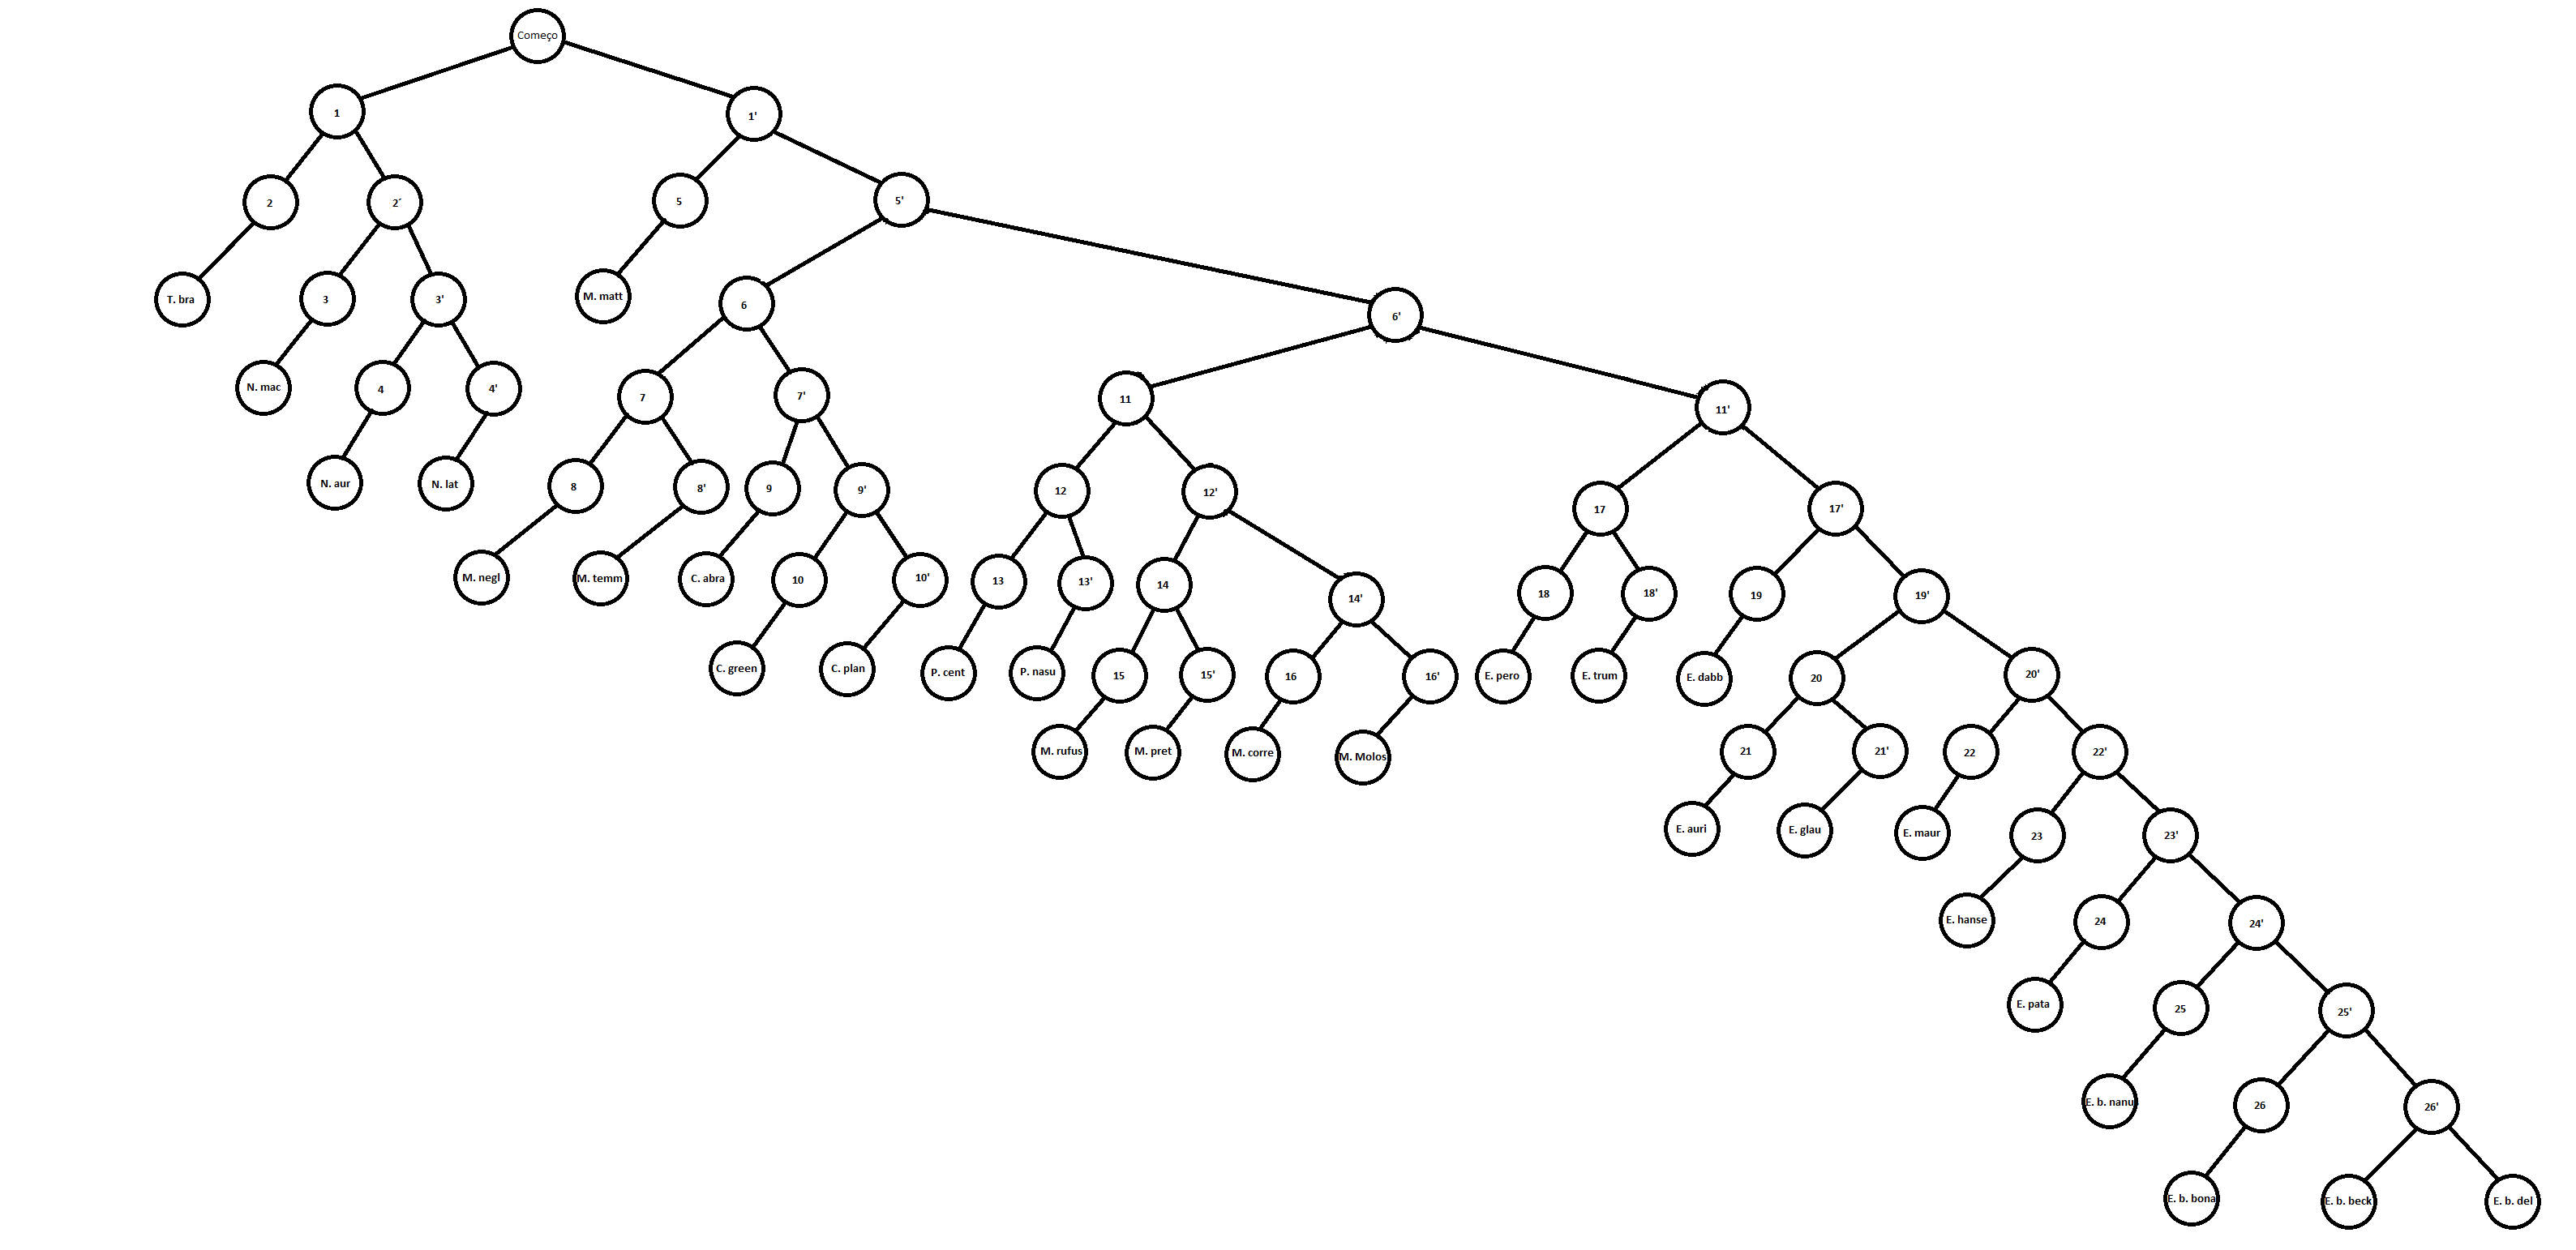 Começo
1
1'
2
2´
5
5'
T. bra
3
3'
M. matt
6
6'
N. mac
4
4'
7
7'
11
11'
N. aur
N. lat
8
8'
9
9'
12
12'
17
17'
M. negl
M. temm
C. abra
10
10'
13
13'
14
14'
18
18'
19
19'
C. green
C. plan
P. cent
P. nasu
15
15'
16
16'
E. pero
E. trum
E. dabb
20
20'
M. rufus
M. pret
M. corre
M. Molos
21
21'
22
22'
E. auri
E. glau
E. maur
23
23'
E. hanse
24
24'
E. pata
25
25'
E. b. nanu
26
26'
E. b. bona
E. b. beck
E. b. del